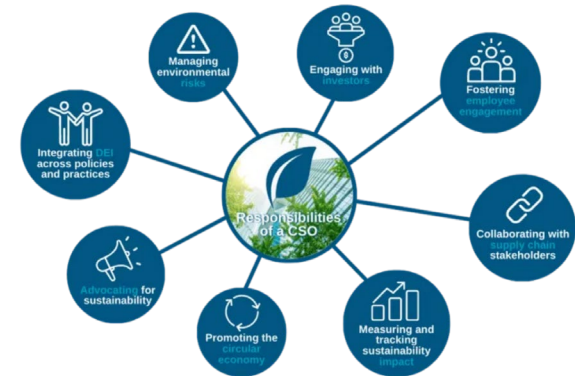 Responsibilities
of a CSO
Managing
environmental
risks
Engaging with
investors
Fostering
employee
engagement
Collaborating with
supply chain
stakeholders
Measuring and
tracking
sustainability
impact
Promoting the
circular
economy
Advocating for
sustainability
Integrating DEI
across policies
and practices